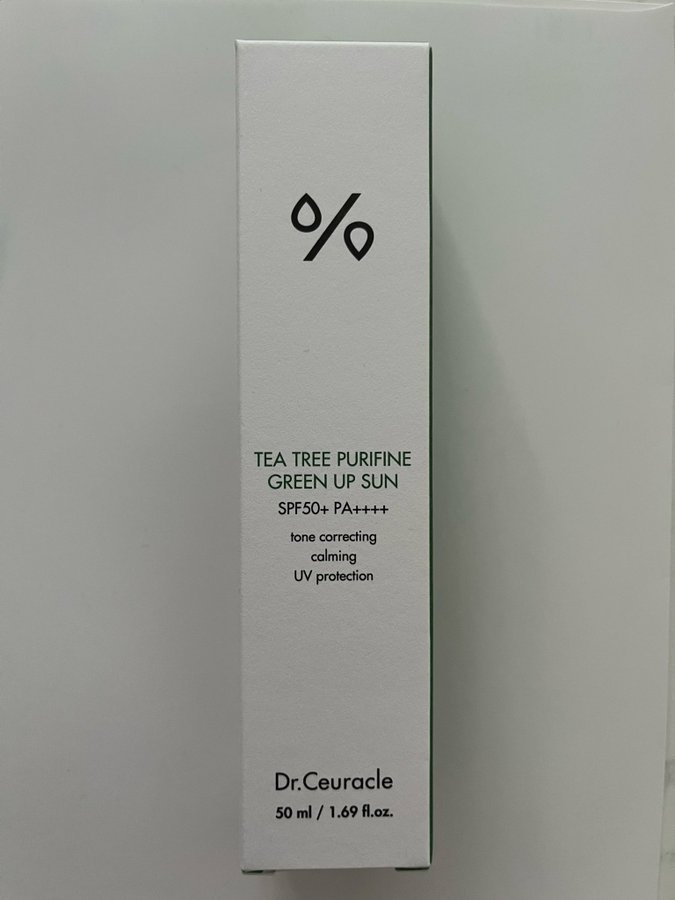 %
TEA TREE PURIFINE
GREEN UP SUN
SPF50+ PA++++
tone correcting
calming
UV protection
Dr.Ceuracle
50 ml / 1.69 fl.oz.